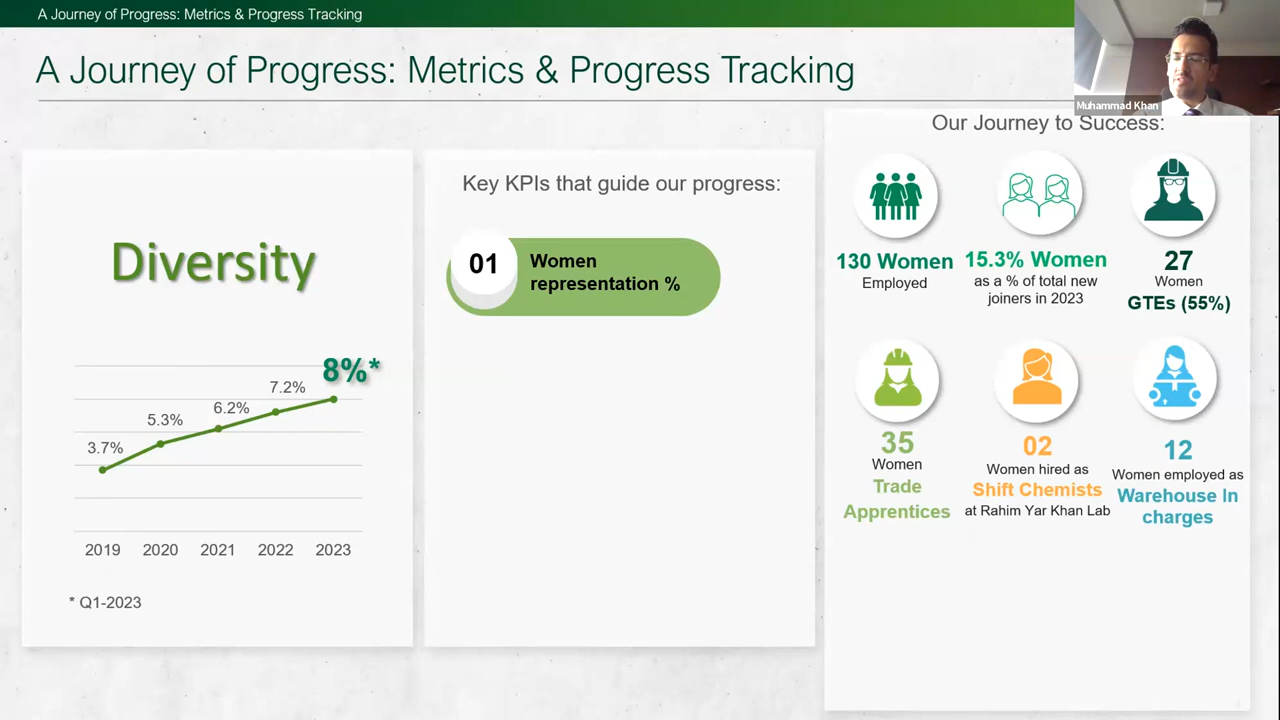 A Journey of Progress: Metrics & Progress Tracking
A Journey of Progress: Metrics & Progress Tracking
Muhammad Khan
Diversity
8%*
7.2%
6.2%
5.3%
3.7%
2019 2020 2021 2022 2023
* Q1-2023
Key KPIs that guide our progress:
01
Women
representation %
Our Journey to Success:
130 Women
Employed
15.3% Women
as a % of total new
joiners in 2023
27
Women
GTEs (55%)
35
Women
Trade
Apprentices
02
Women hired as
Shift Chemists
at Rahim Yar Khan Lab
12
Women employed as
Warehouse In
charges